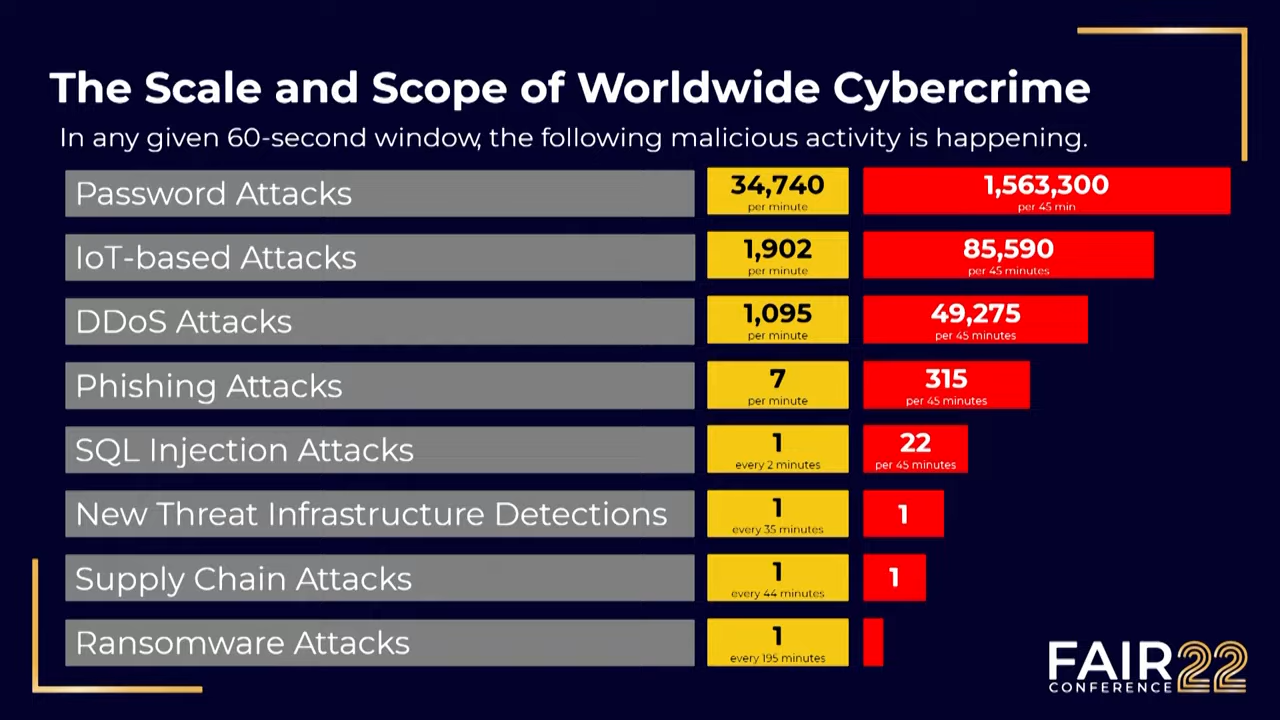 The Scale and Scope of Worldwide Cybercrime
In any given 60-second window, the following malicious activity is happening.
Password Attacks
34,740
per minute
1,563,300
per 45 min
IoT-based Attacks
1,902
per minute
85,590
per 45 minutes
DDoS Attacks
1,095
per minute
49,275
per 45 minutes
Phishing Attacks
7
per minute
315
per 45 minutes
SQL Injection Attacks
1
every 2 minutes
22
per 45 minutes
New Threat Infrastructure Detections
1
every 35 minutes
1
Supply Chain Attacks
1
every 44 minutes
1
Ransomware Attacks
1
every 195 minutes
FAIR22
CONFERENCE